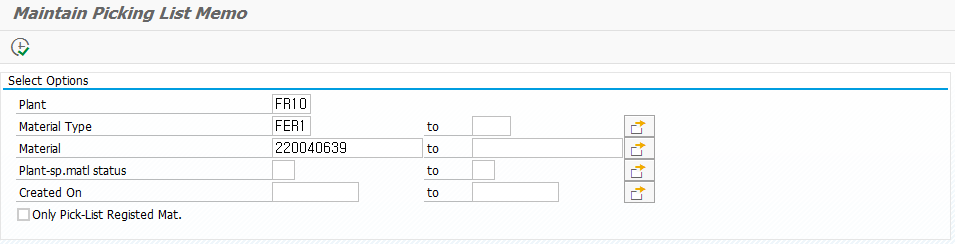 Maintain Picking List Memo
Select Options
Plant FR10
Material Type FER1 to
Material 220040639 to
Plant-sp.matl status to
Created On to
Only Pick-List Registed Mat.